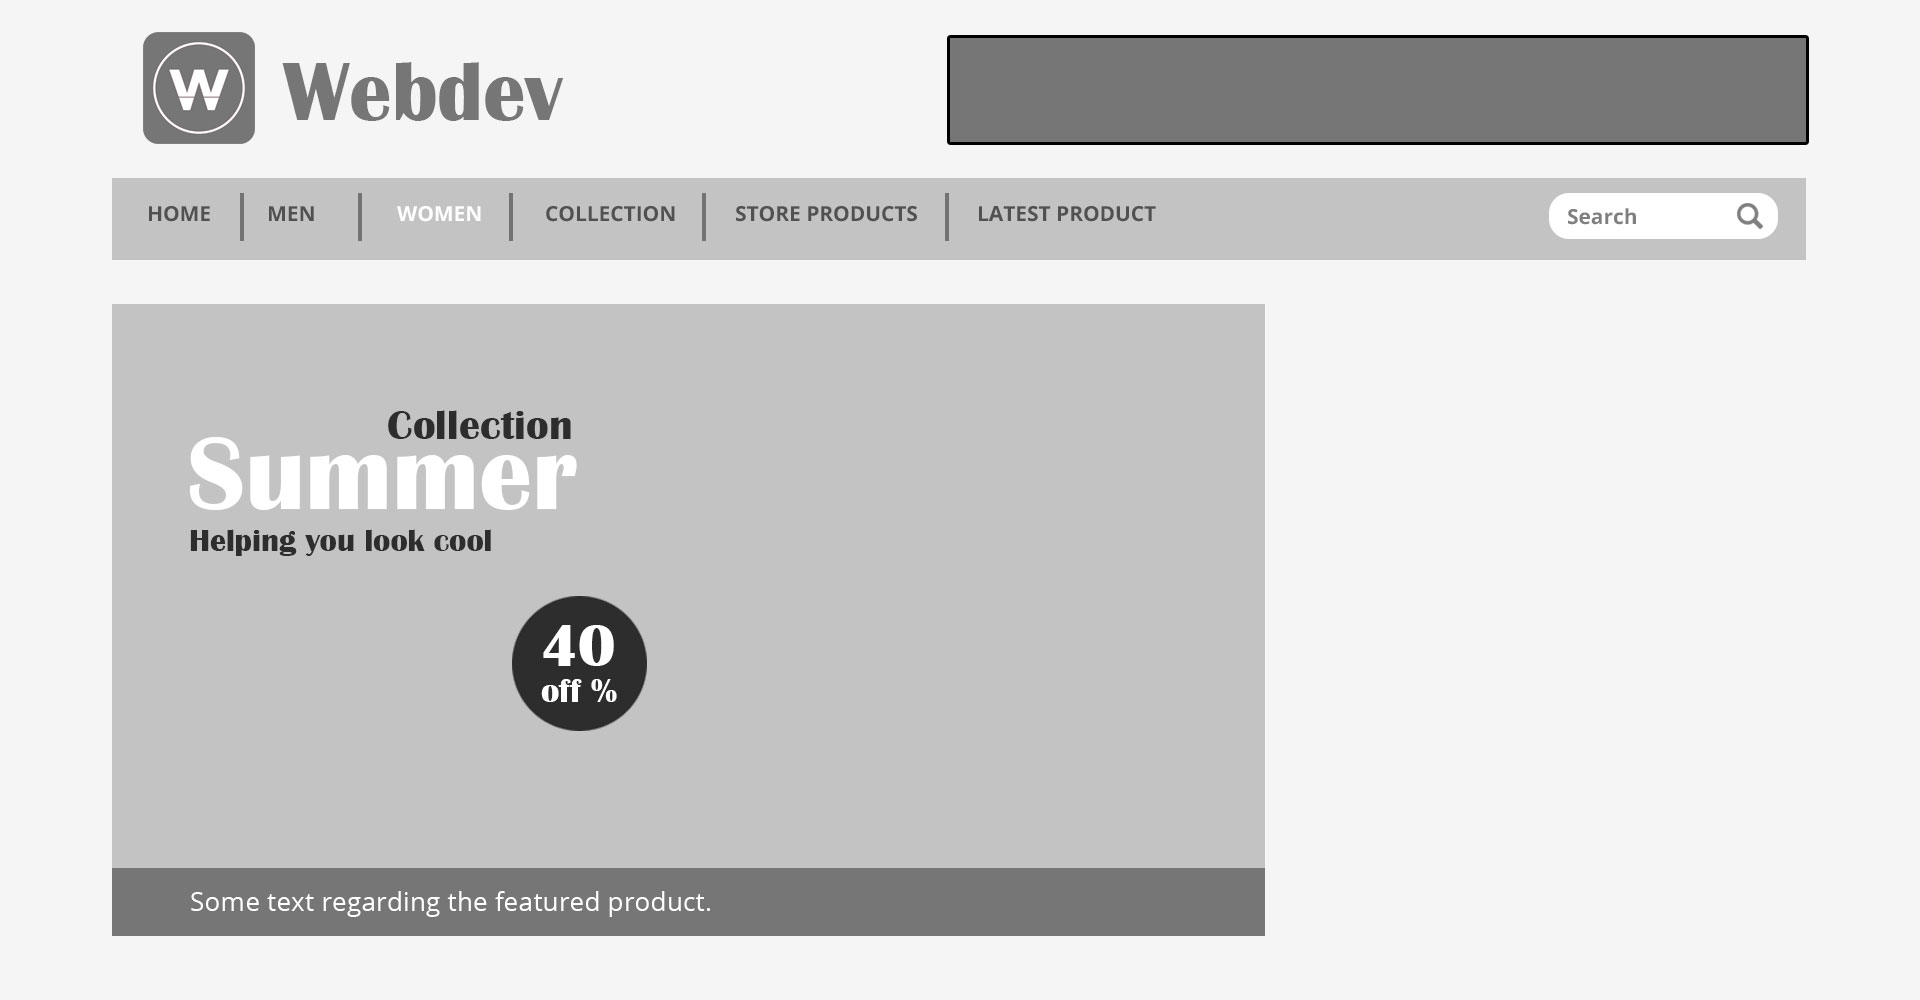 W
Webdev
HOME MEN WOMEN COLLECTION STORE PRODUCTS LATEST PRODUCT Search
Collection
Summer
Helping you look cool
40
off %
Some text regarding the featured product.